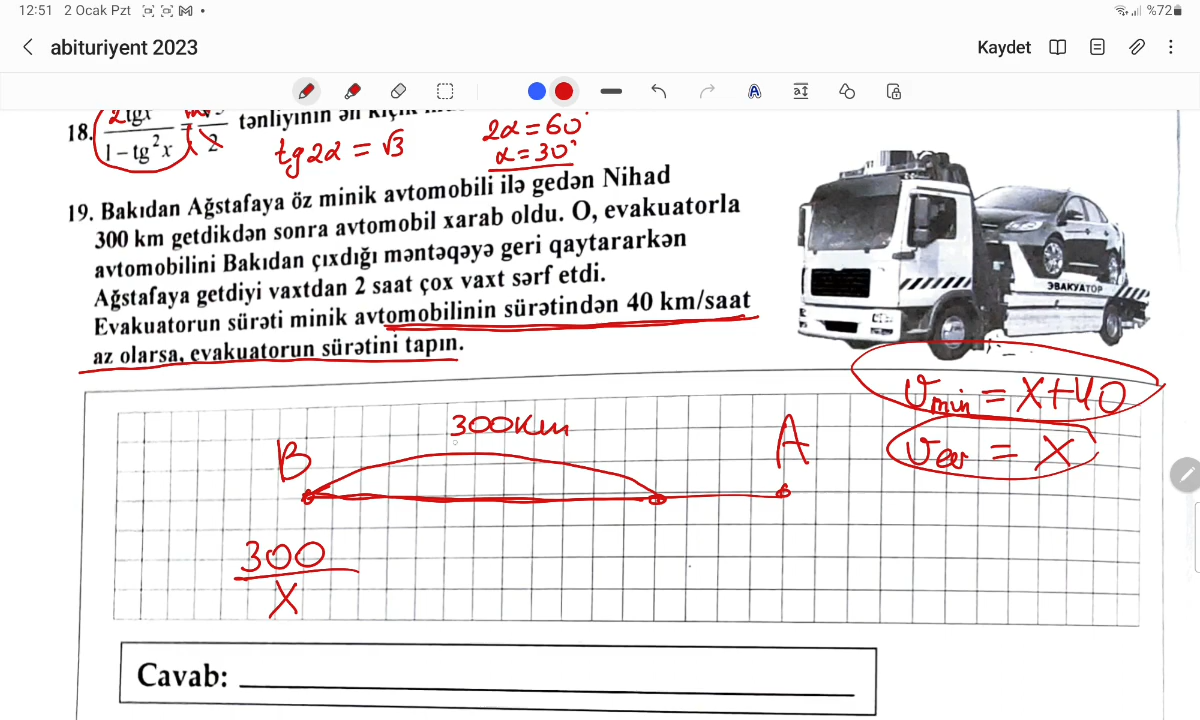 12:51 2 Ocak Pzt
%72
abituriyent 2023
Kaydet
18. 2tgx / 1 – tg²x = / 2 tənliyinin ən kiçik
tg2α = √3
2α = 60°
α = 30°
19. Bakıdan Ağstafaya öz minik avtomobili ilə gedən Nihad
300 km getdikdən sonra avtomobil xarab oldu. O, evakuatorla
avtomobilini Bakıdan çıxdığı məntəqəyə geri qaytararkən
Ağstafaya getdiyi vaxtdan 2 saat çox vaxt sərf etdi.
Evakuatorun sürəti minik avtomobilinin sürətindən 40 km/saat
az olarsa, evakuatorun sürətini tapın.
ЭВАКУАТОР
υmin = x+40
υev = x
300km
B
A
300
x
Cavab: